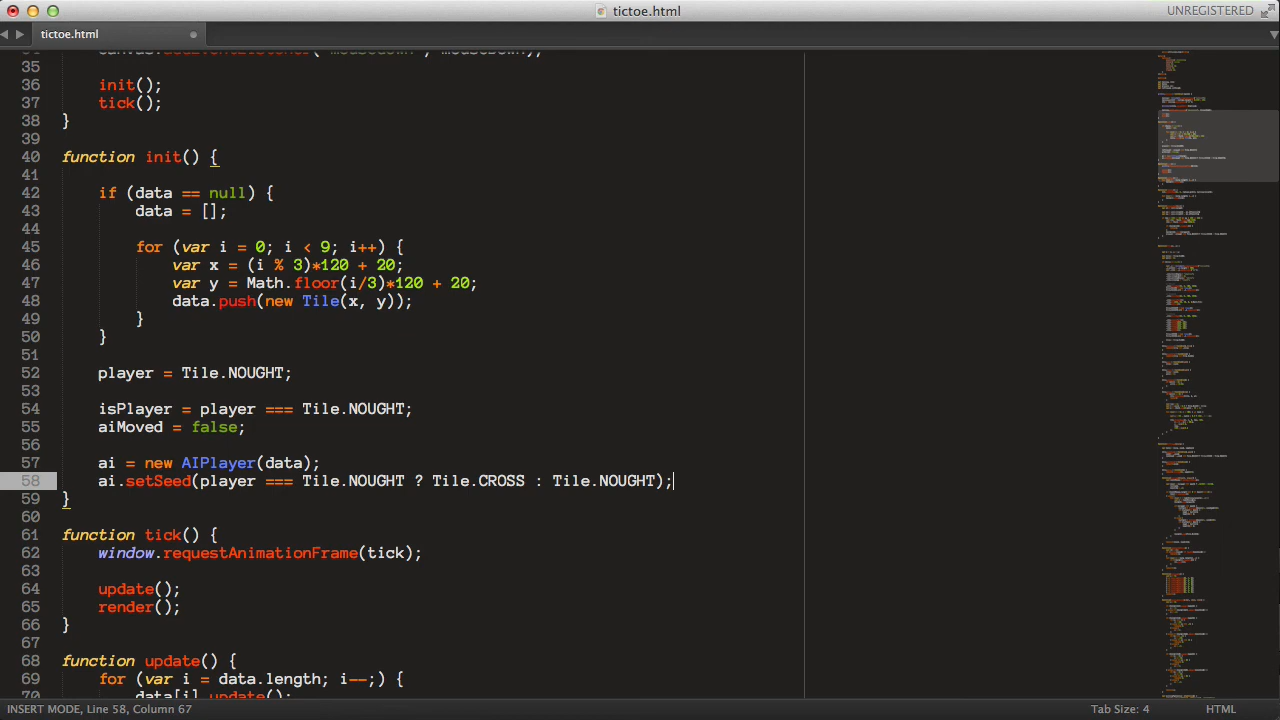 tictoe.html
UNREGISTERED
tictoe.html
35
36 init();
37 tick();
38 }
39
40 function init() {
41
42 if (data == null) {
43 data = [];
44
45 for (var i = 0; i < 9; i++) {
46 var x = (i % 3)*120 + 20;
47 var y = Math.floor(i/3)*120 + 20;
48 data.push(new Tile(x, y));
49 }
50 }
51
52 player = Tile.NOUGHT;
53
54 isPlayer = player === Tile.NOUGHT;
55 aiMoved = false;
56
57 ai = new AIPlayer(data);
58 ai.setSeed(player === Tile.NOUGHT ? Tile.CROSS : Tile.NOUGHT);
59 }
60
61 function tick() {
62 window.requestAnimationFrame(tick);
63
64 update();
65 render();
66 }
67
68 function update() {
69 for (var i = data.length; i--;) {
70 data[i].update();
INSERT MODE, Line 58, Column 67
Tab Size: 4
HTML